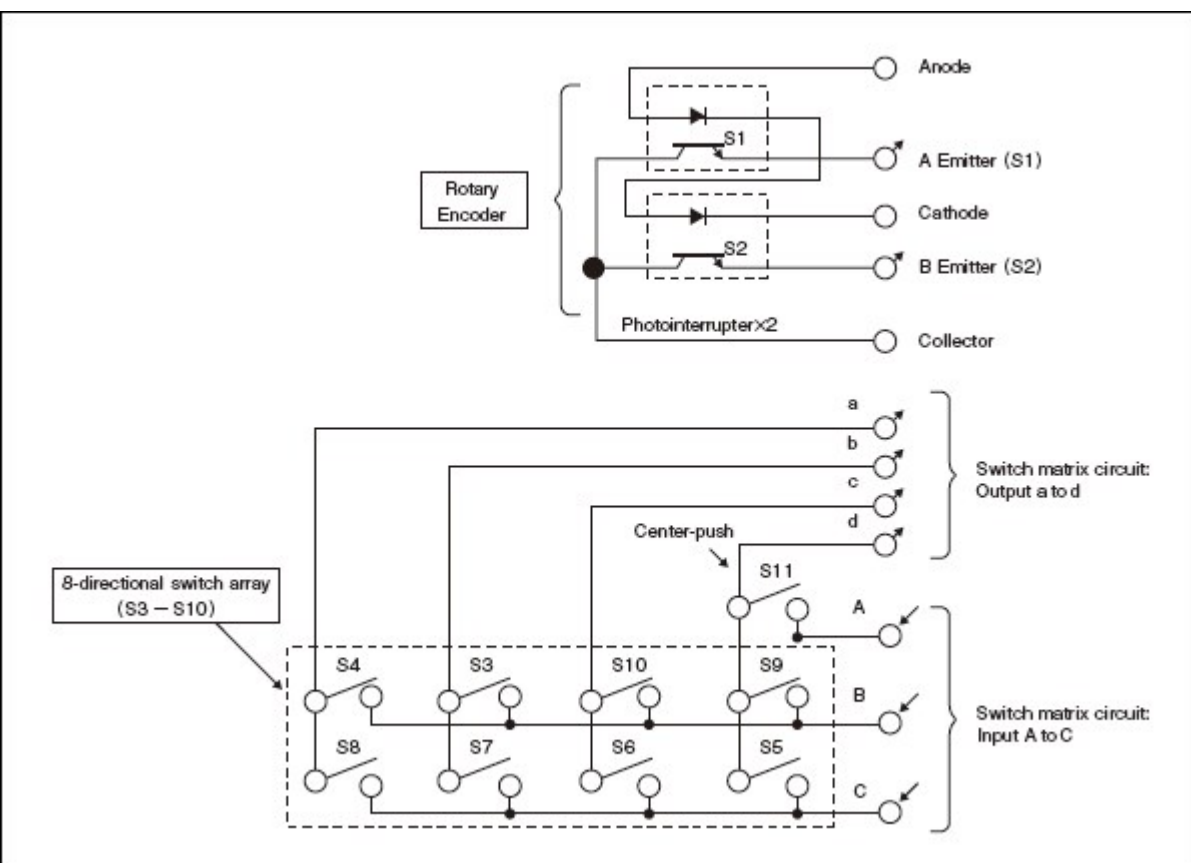 Anode
S1
A Emitter (S1)
Rotary
Encoder
Cathode
S2
B Emitter (S2)
Photointerrupter×2
Collector
a
b
c
d
Switch matrix circuit:
Output a to d
Center-push
S11
8-directional switch array
(S3 — S10)
A
S4
S3
S10
S9
B
Switch matrix circuit:
Input A to C
S8
S7
S6
S5
C